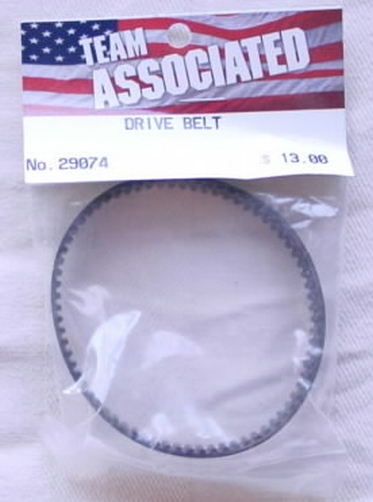 TEAM
ASSOCIATED
DRIVE BELT
No. 29074 $ 13.00